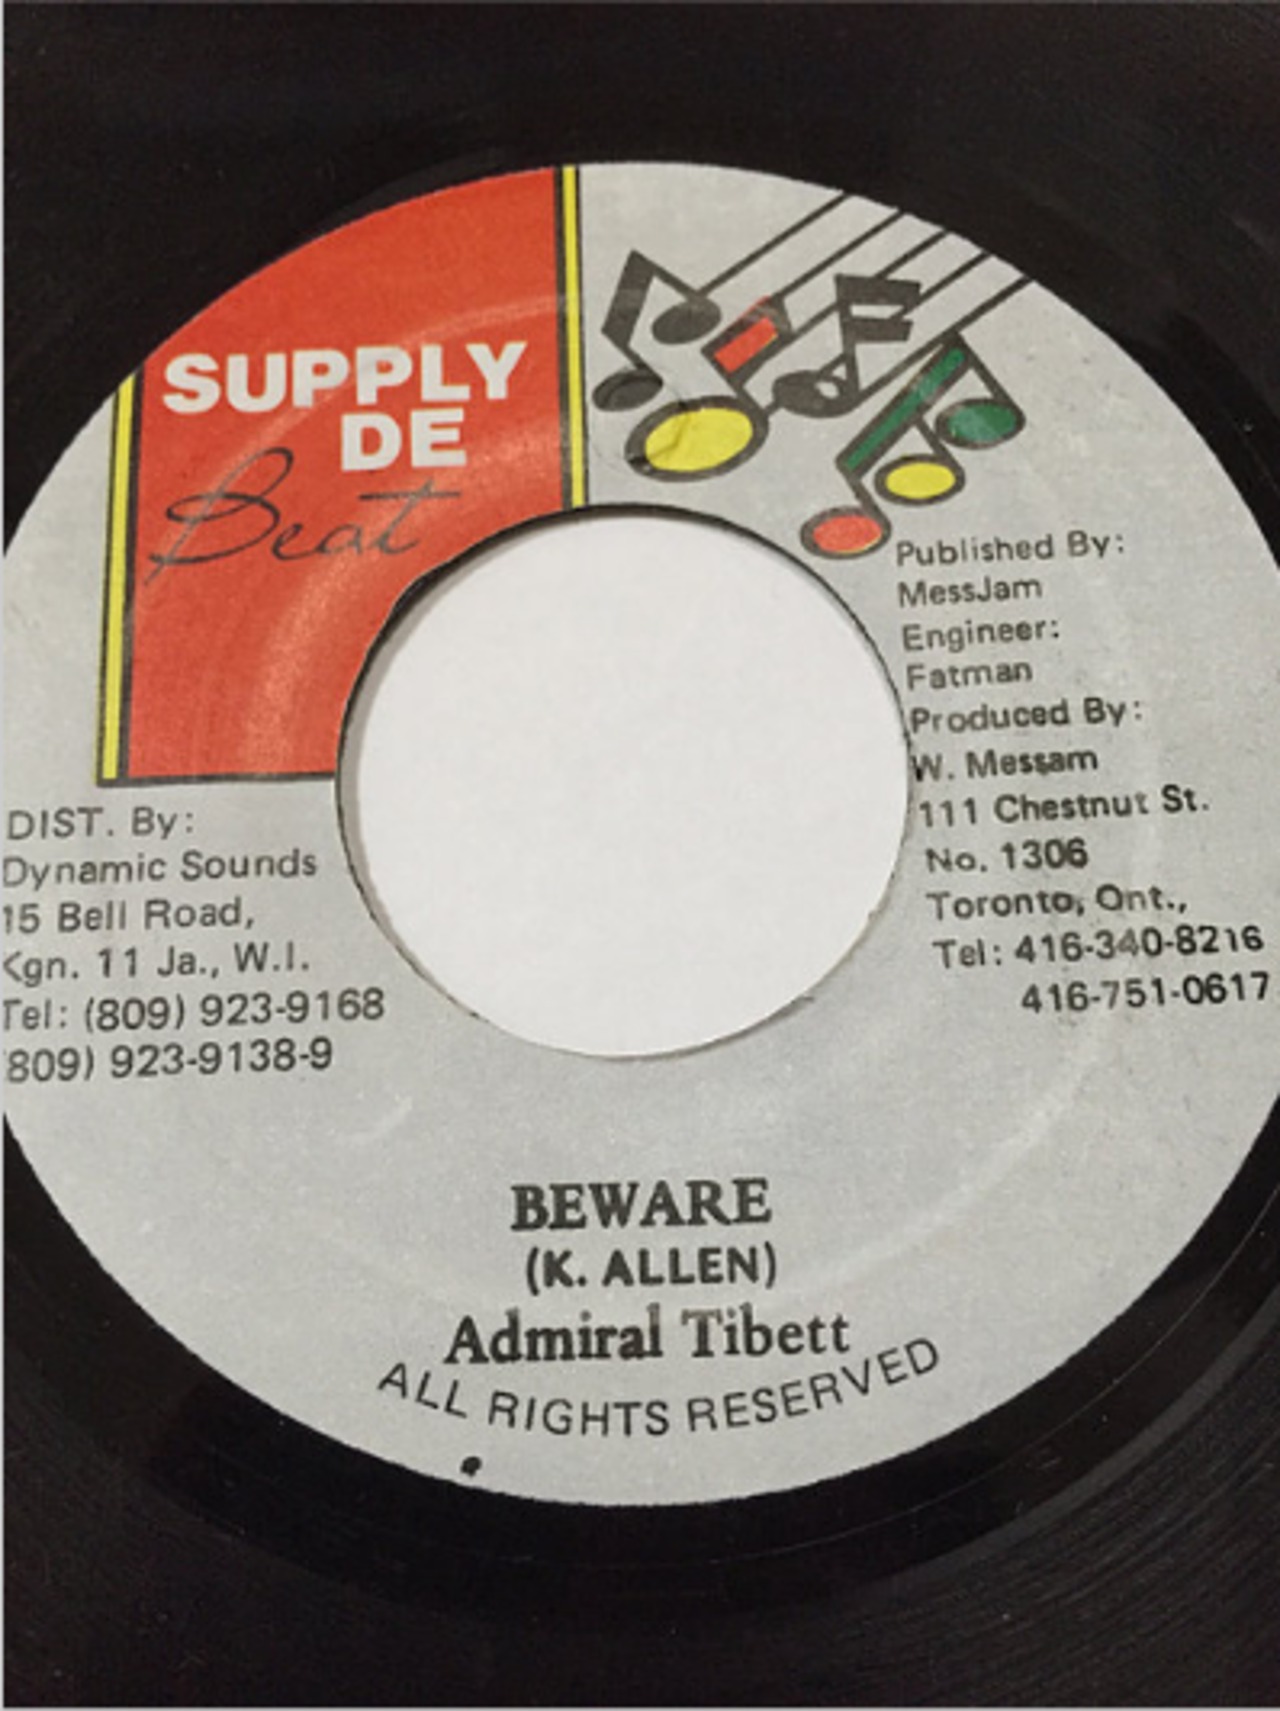 SUPPLY
DE
Beat
Published By:
MessJam
Engineer:
Fatman
Produced By:
W. Messam
111 Chestnut St.
No. 1306
Toronto, Ont.,
Tel: 416-340-8216
416-751-0617
DIST. By:
Dynamic Sounds
15 Bell Road,
Kgn. 11 Ja., W.I.
Tel: (809) 923-9168
(809) 923-9138-9
BEWARE
(K. ALLEN)
Admiral Tibett
ALL RIGHTS RESERVED